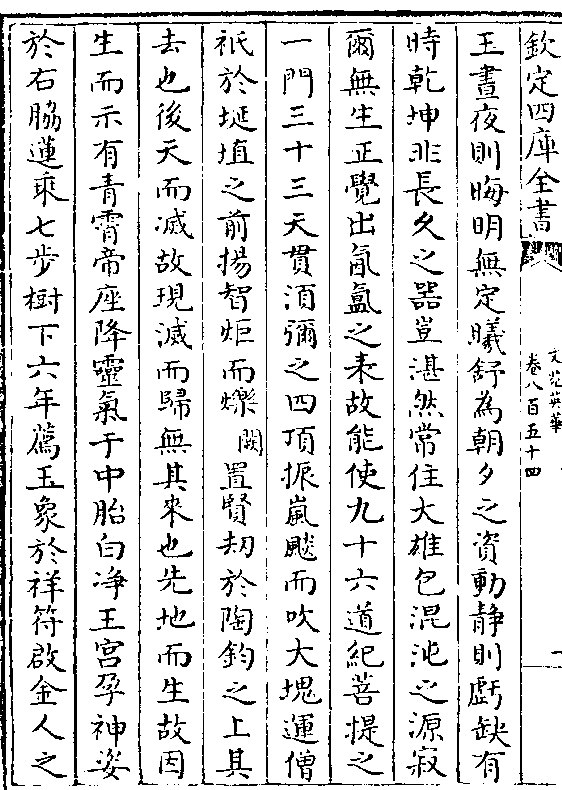 欽定四庫全書
文苑英華
卷八百五十四
一
王晝夜則晦明無定曦舒為朝夕之資動静則虧缺有
時乾坤非長久之器豈湛然常住大雄包混沌之源寂
爾無生正覺出氤氲之表故能使九十六道紀菩提之
一門三十三天貫須彌之四頂振嵐颷而吹大塊運僧
祇於埏埴之前揚智炬而爍闕置賢刼於陶鈞之上其
去也後天而滅故現滅而歸無其來也先地而生故因
生而示有青霄帝座降靈氣于中胎白凈王宫孕神姿
於右脇蓮乘七步樹下六年薦玉象於祥符啟金人之